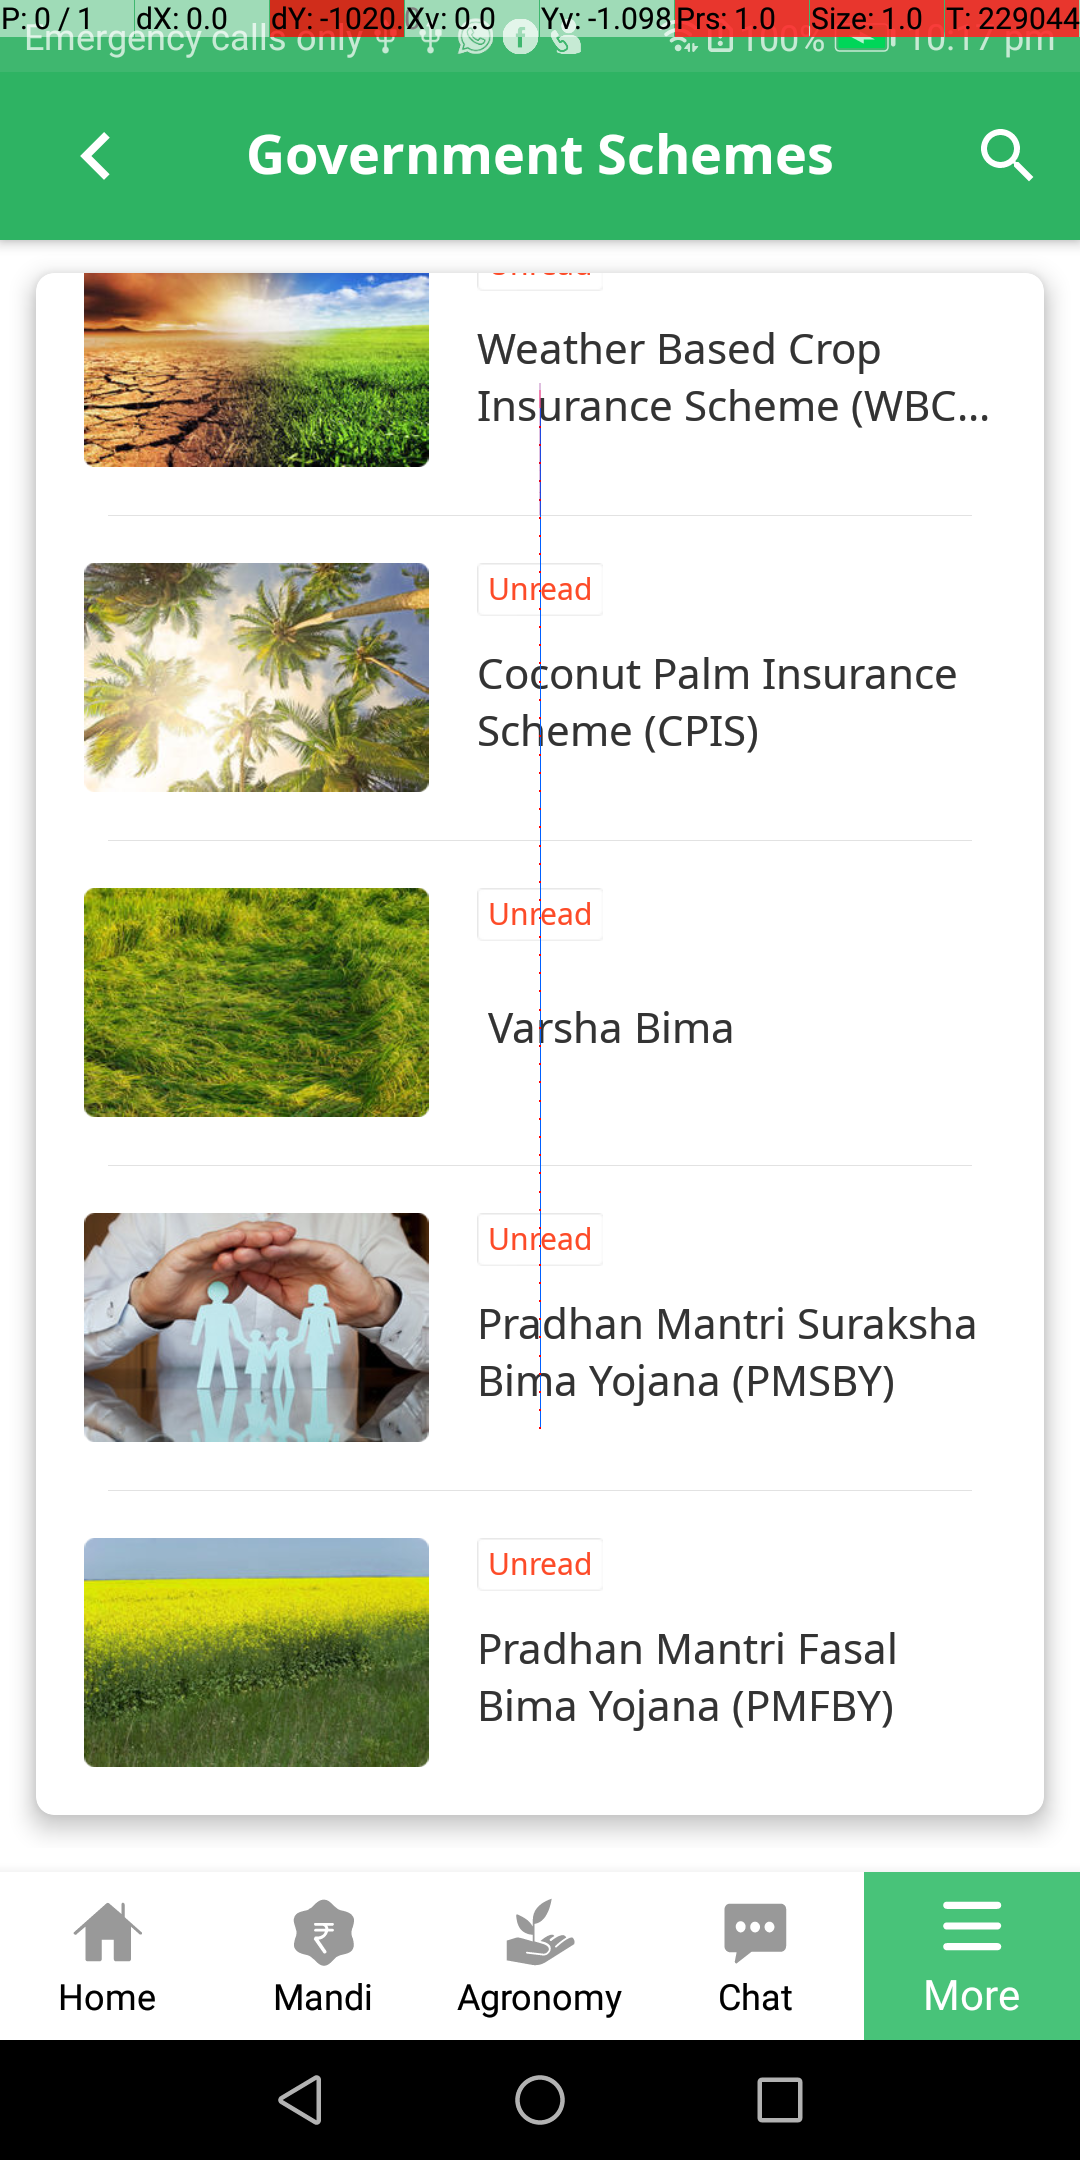 P: 0 / 1 dX: 0.0 dY: -1020. Xv: 0.0 Yv: -1.098 Prs: 1.0 Size: 1.0 T: 229044
Emergency calls only 100% 10:17 pm
Government Schemes
Unread
Weather Based Crop
Insurance Scheme (WBC...
Unread
Coconut Palm Insurance
Scheme (CPIS)
Unread
Varsha Bima
Unread
Pradhan Mantri Suraksha
Bima Yojana (PMSBY)
Unread
Pradhan Mantri Fasal
Bima Yojana (PMFBY)
Home Mandi Agronomy Chat More